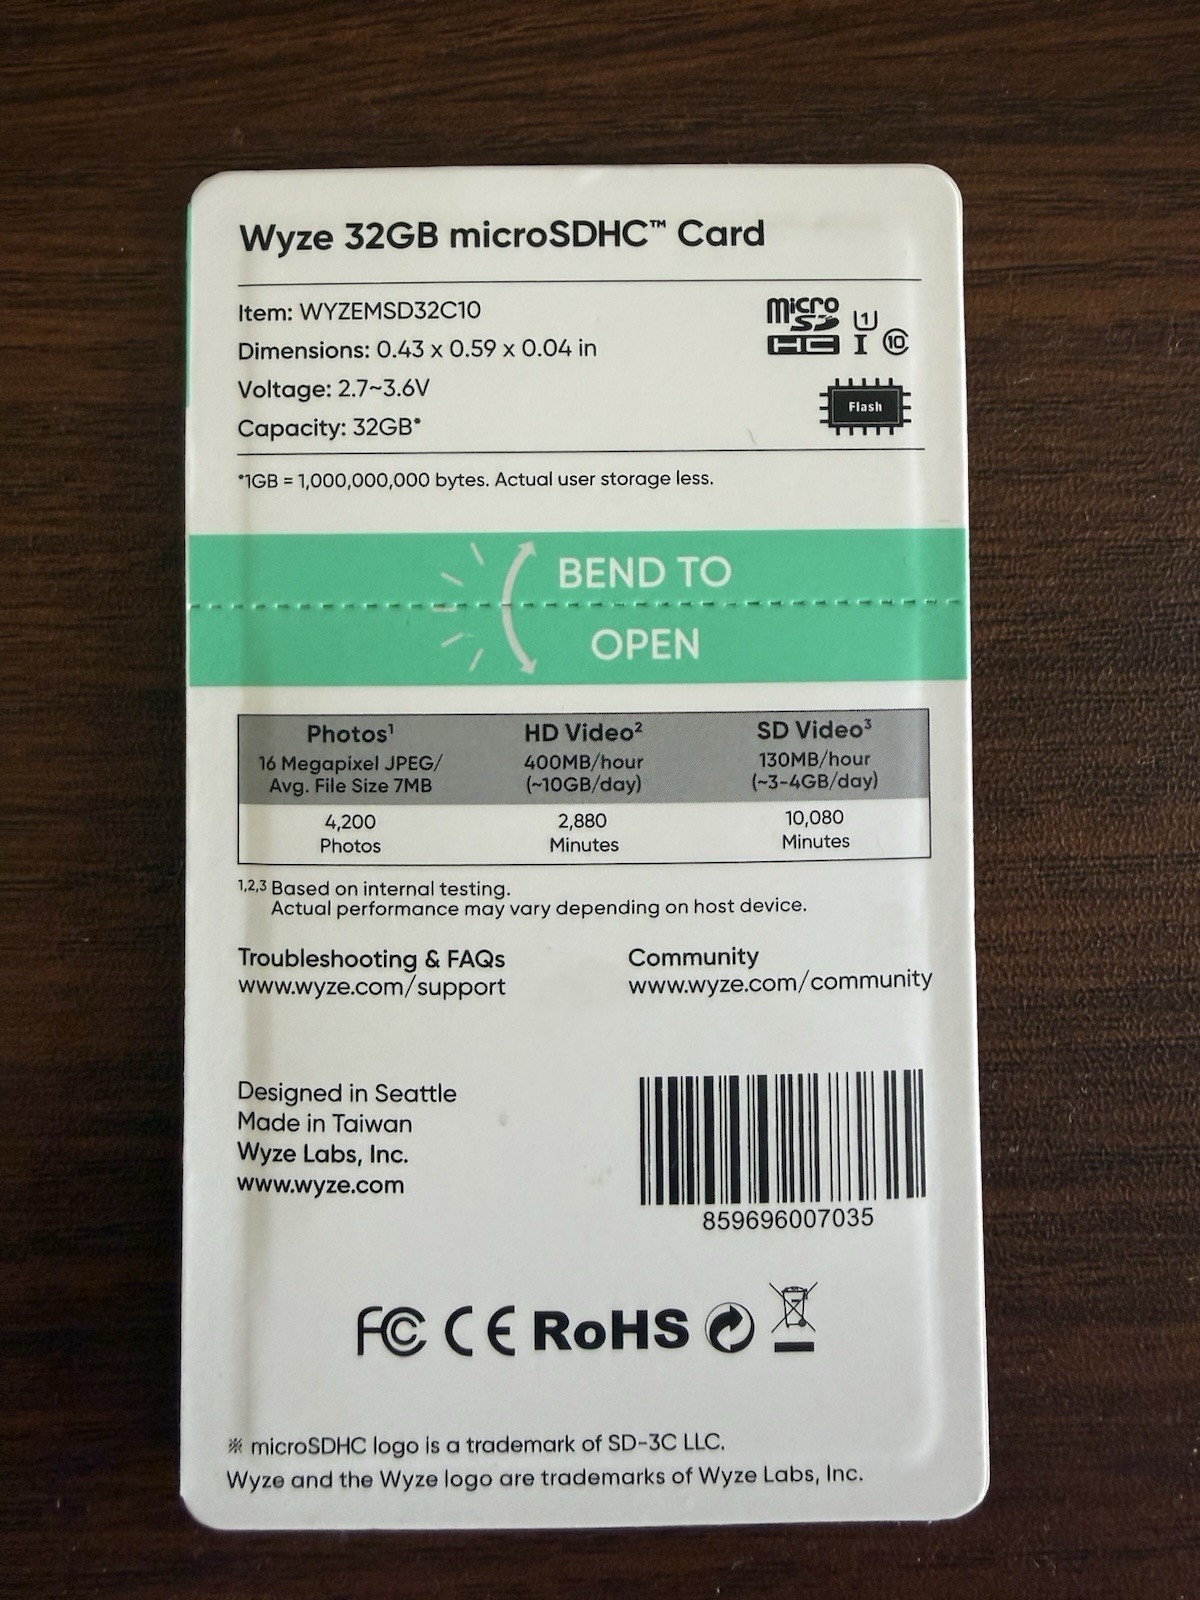 Wyze 32GB microSDHC™ Card
Item: WYZEMSD32C10
Dimensions: 0.43 x 0.59 x 0.04 in
Voltage: 2.7~3.6V
Capacity: 32GB*
micro
SD
HC I 1 10
Flash
*1GB = 1,000,000,000 bytes. Actual user storage less.
BEND TO
OPEN
Photos¹ HD Video² SD Video³
16 Megapixel JPEG/ 400MB/hour 130MB/hour
Avg. File Size 7MB (~10GB/day) (~3-4GB/day)
4,200 2,880 10,080
Photos Minutes Minutes
1,2,3 Based on internal testing.
Actual performance may vary depending on host device.
Troubleshooting & FAQs
www.wyze.com/support
Community
www.wyze.com/community
Designed in Seattle
Made in Taiwan
Wyze Labs, Inc.
www.wyze.com
859696007035
FC CE RoHS
※ microSDHC logo is a trademark of SD-3C LLC.
Wyze and the Wyze logo are trademarks of Wyze Labs, Inc.